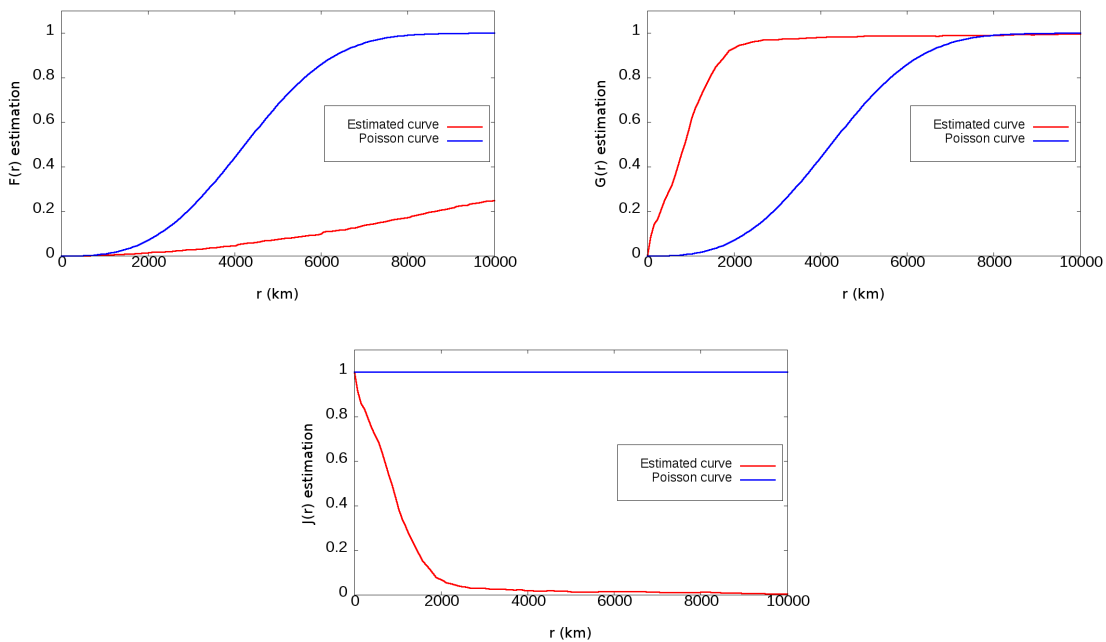 F(r) estimation
1
0.8
0.6
0.4
0.2
0
0 2000 4000 6000 8000 10000
r (km)
Estimated curve
Poisson curve
G(r) estimation
1
0.8
0.6
0.4
0.2
0
0 2000 4000 6000 8000 10000
r (km)
Estimated curve
Poisson curve
J(r) estimation
1
0.8
0.6
0.4
0.2
0
0 2000 4000 6000 8000 10000
r (km)
Estimated curve
Poisson curve